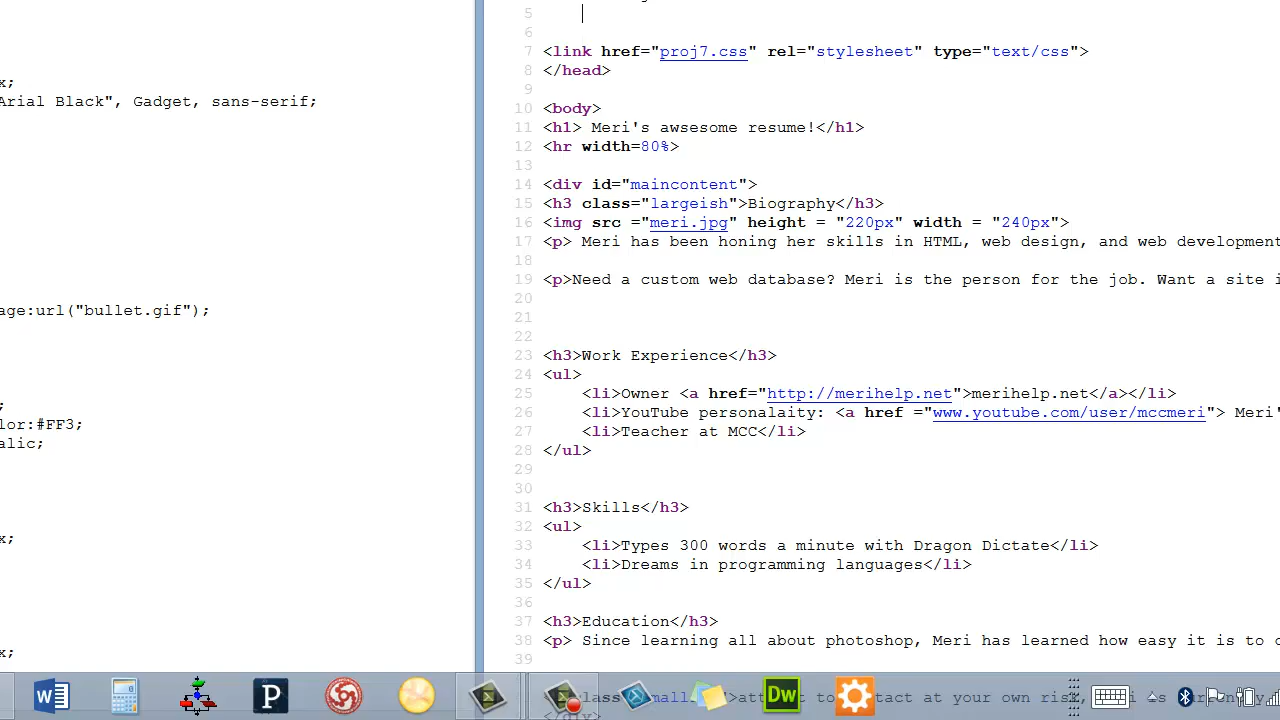 x;
Arial Black", Gadget, sans-serif;
age:url("bullet.gif");
;
lor:#FF3;
alic;
x;
x;
5
6
7 <link href="proj7.css" rel="stylesheet" type="text/css">
8 </head>
9
10 <body>
11 <h1> Meri's awsssome resume!</h1>
12 <hr width=80%>
13
14 <div id="maincontent">
15 <h3 class="largeish">Biography</h3>
16 <img src ="meri.jpg" height = "220px" width = "240px">
17 <p> Meri has been honing her skills in HTML, web design, and web development
18
19 <p>Need a custom web database? Meri is the person for the job. Want a site
20
21
22
23 <h3>Work Experience</h3>
24 <ul>
25 <li>Owner <a href="http://merihelp.net">merihelp.net</a></li>
26 <li>YouTube personality: <a href ="www.youtube.com/user/mccmeri"> Meri'
27 <li>Teacher at MCC</li>
28 </ul>
29
30
31 <h3>Skills</h3>
32 <ul>
33 <li>Types 300 words a minute with Dragon Dictate</li>
34 <li>Dreams in programming languages</li>
35 </ul>
36
37 <h3>Education</h3>
38 <p> Since learning all about photoshop, Meri has learned how easy it is to
39
class
at your own risk,
W
P
Dw